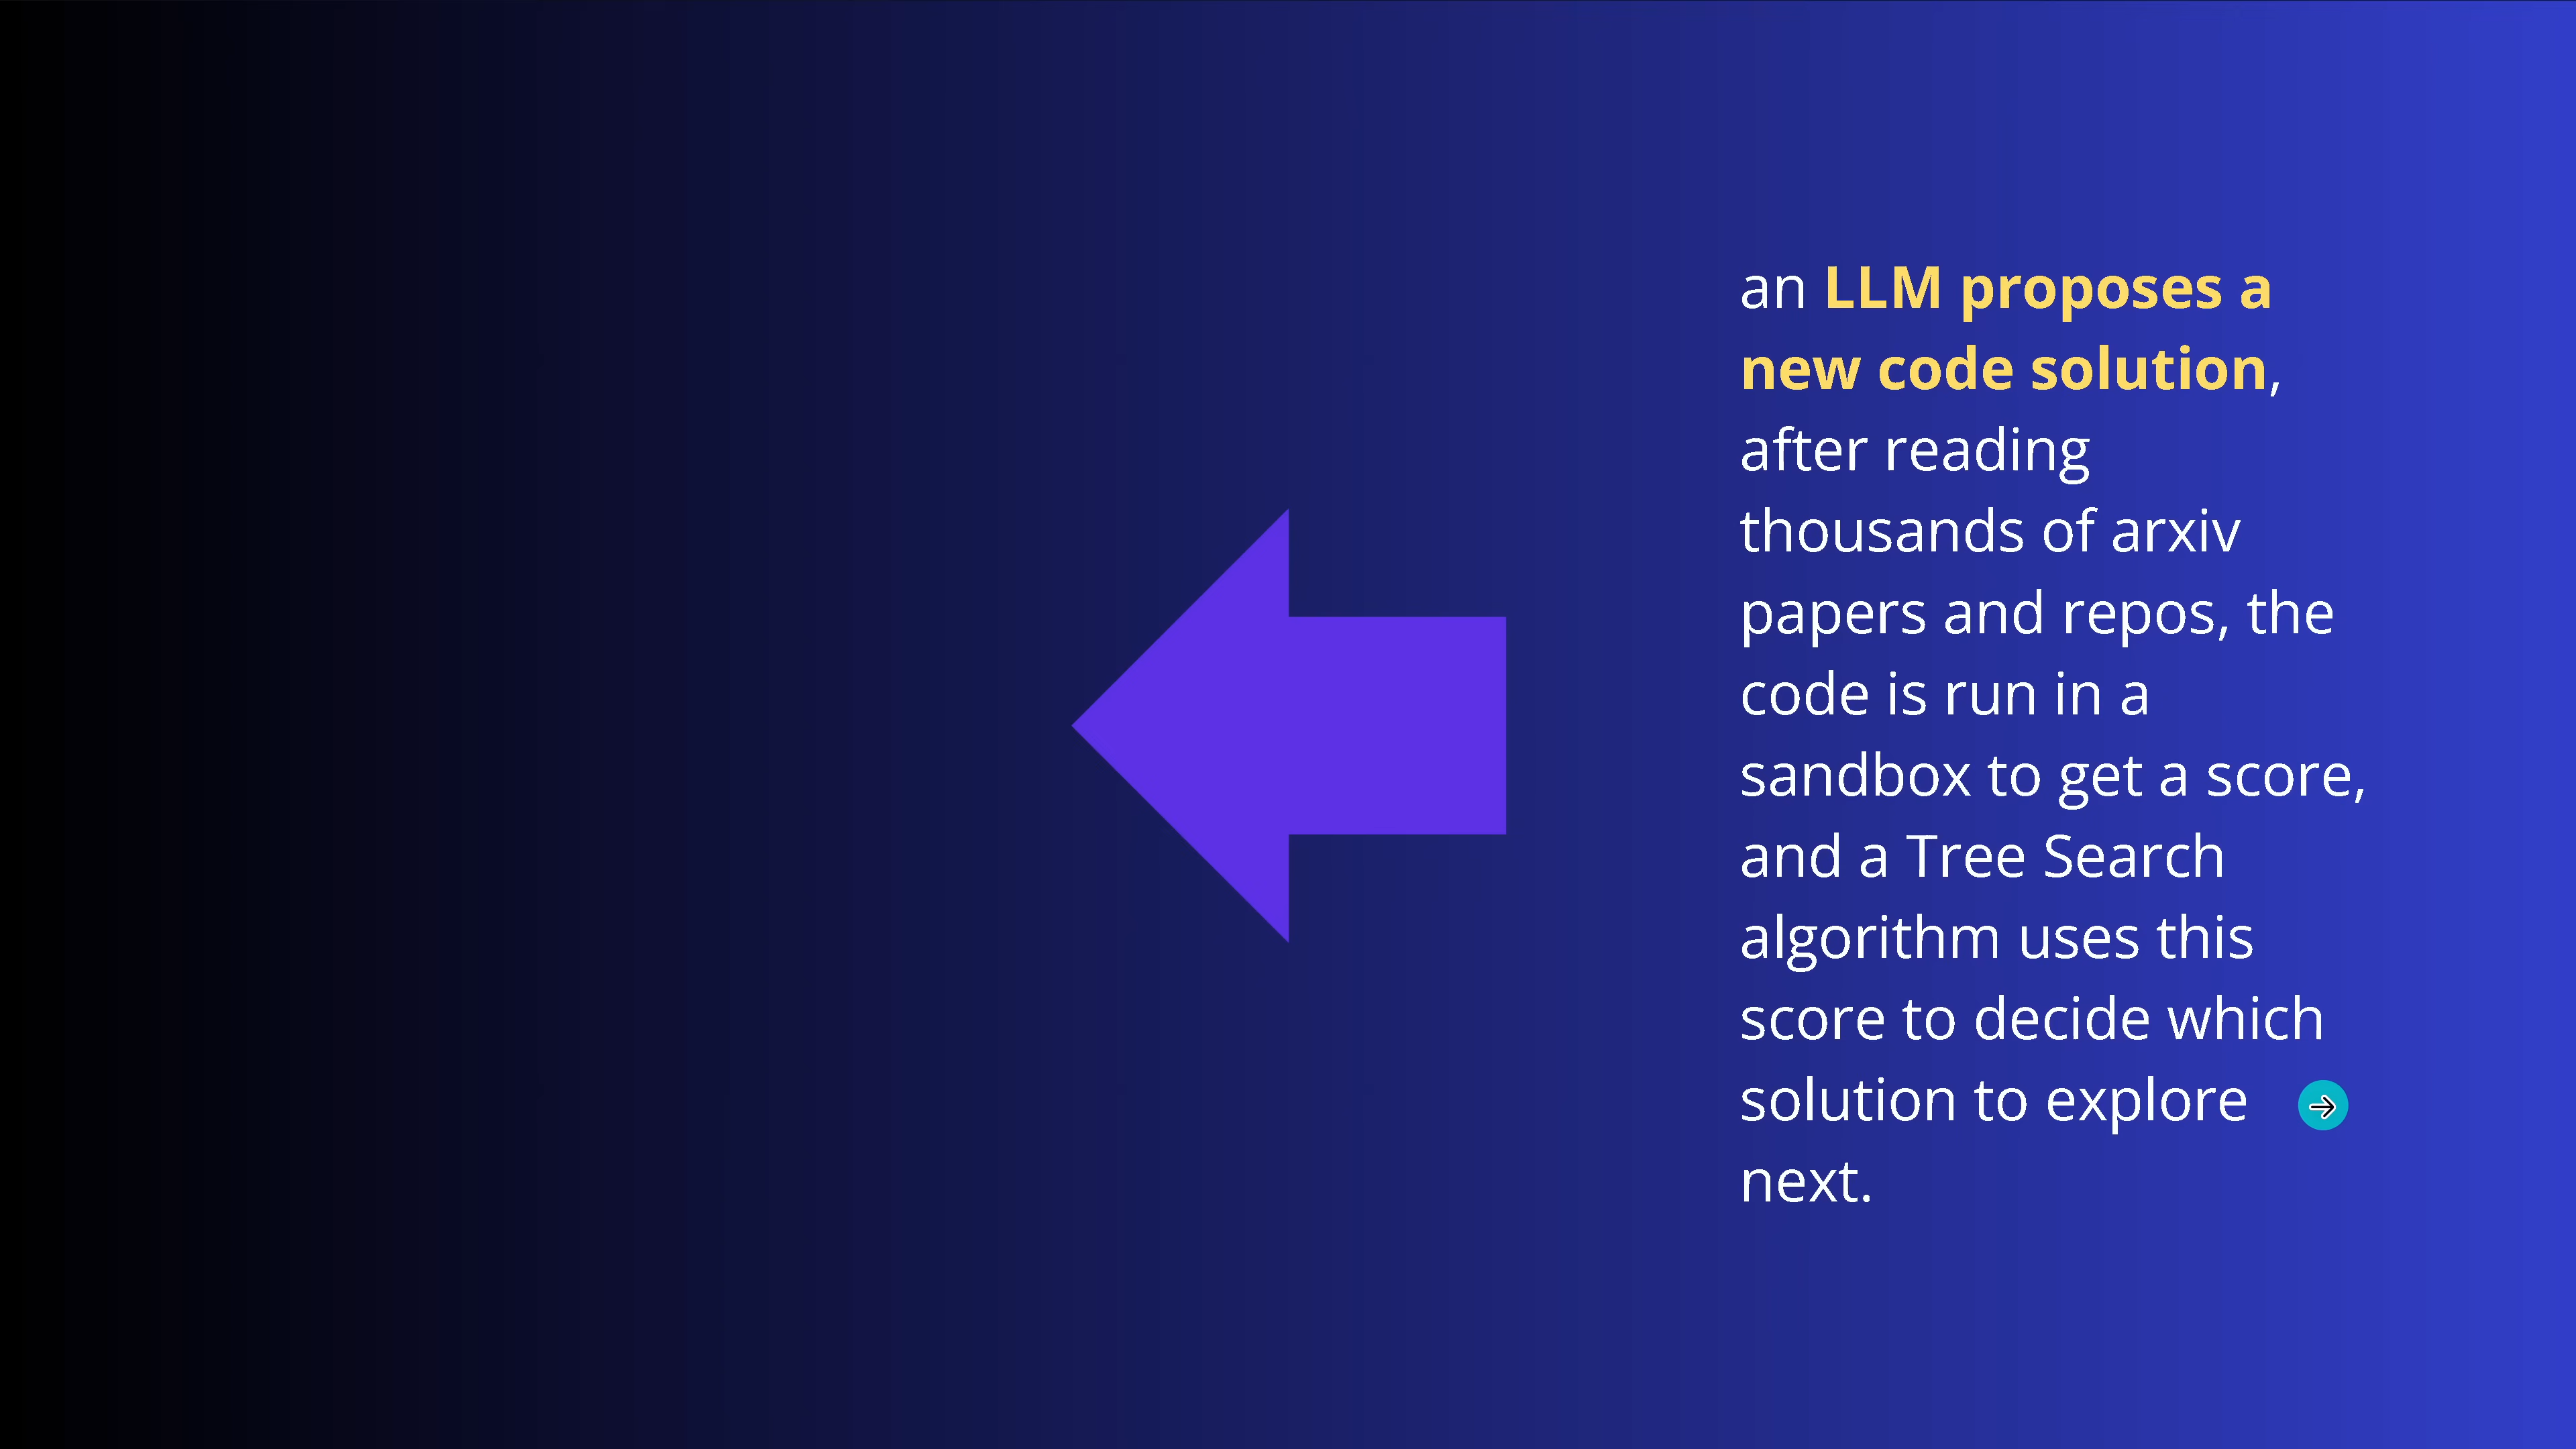 an LLM proposes a
new code solution,
after reading
thousands of arxiv
papers and repos, the
code is run in a
sandbox to get a score,
and a Tree Search
algorithm uses this
score to decide which
solution to explore
next.